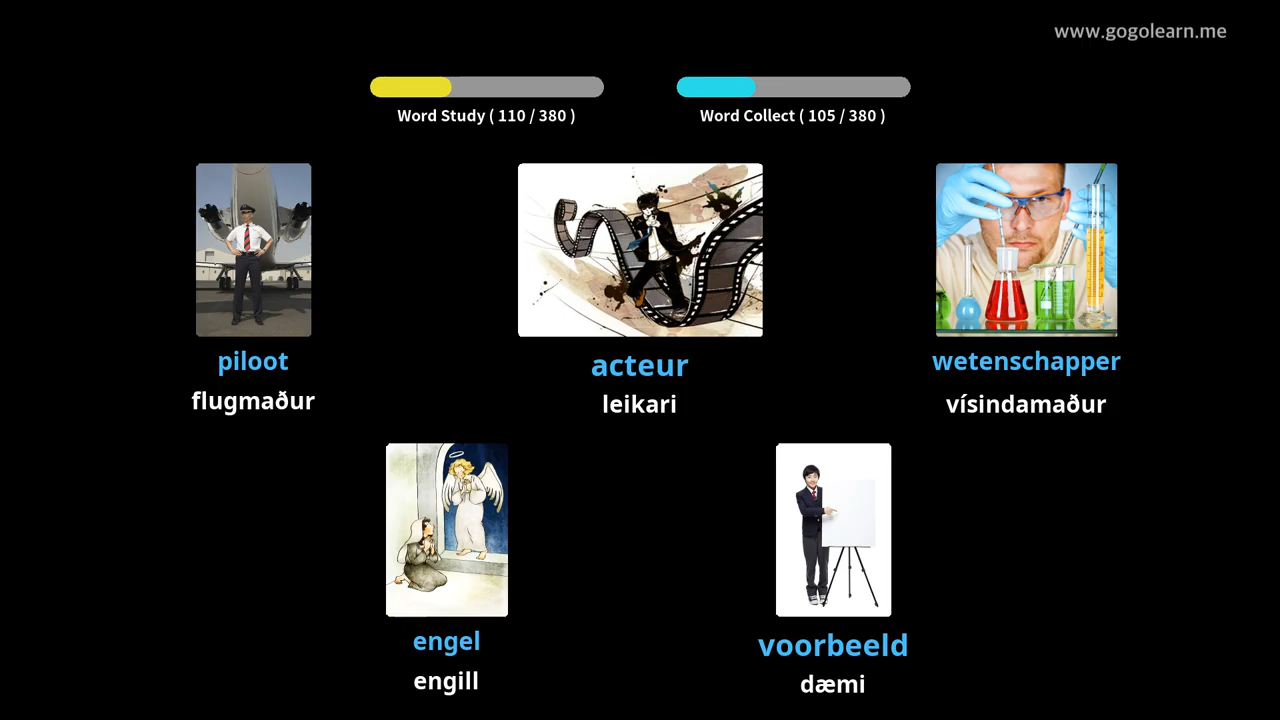 www.gogolearn.me
Word Study ( 110 / 380 )
Word Collect ( 105 / 380 )
piloot
flugmaður
acteur
leikari
wetenschapper
vísindamaður
engel
engill
voorbeeld
dæmi